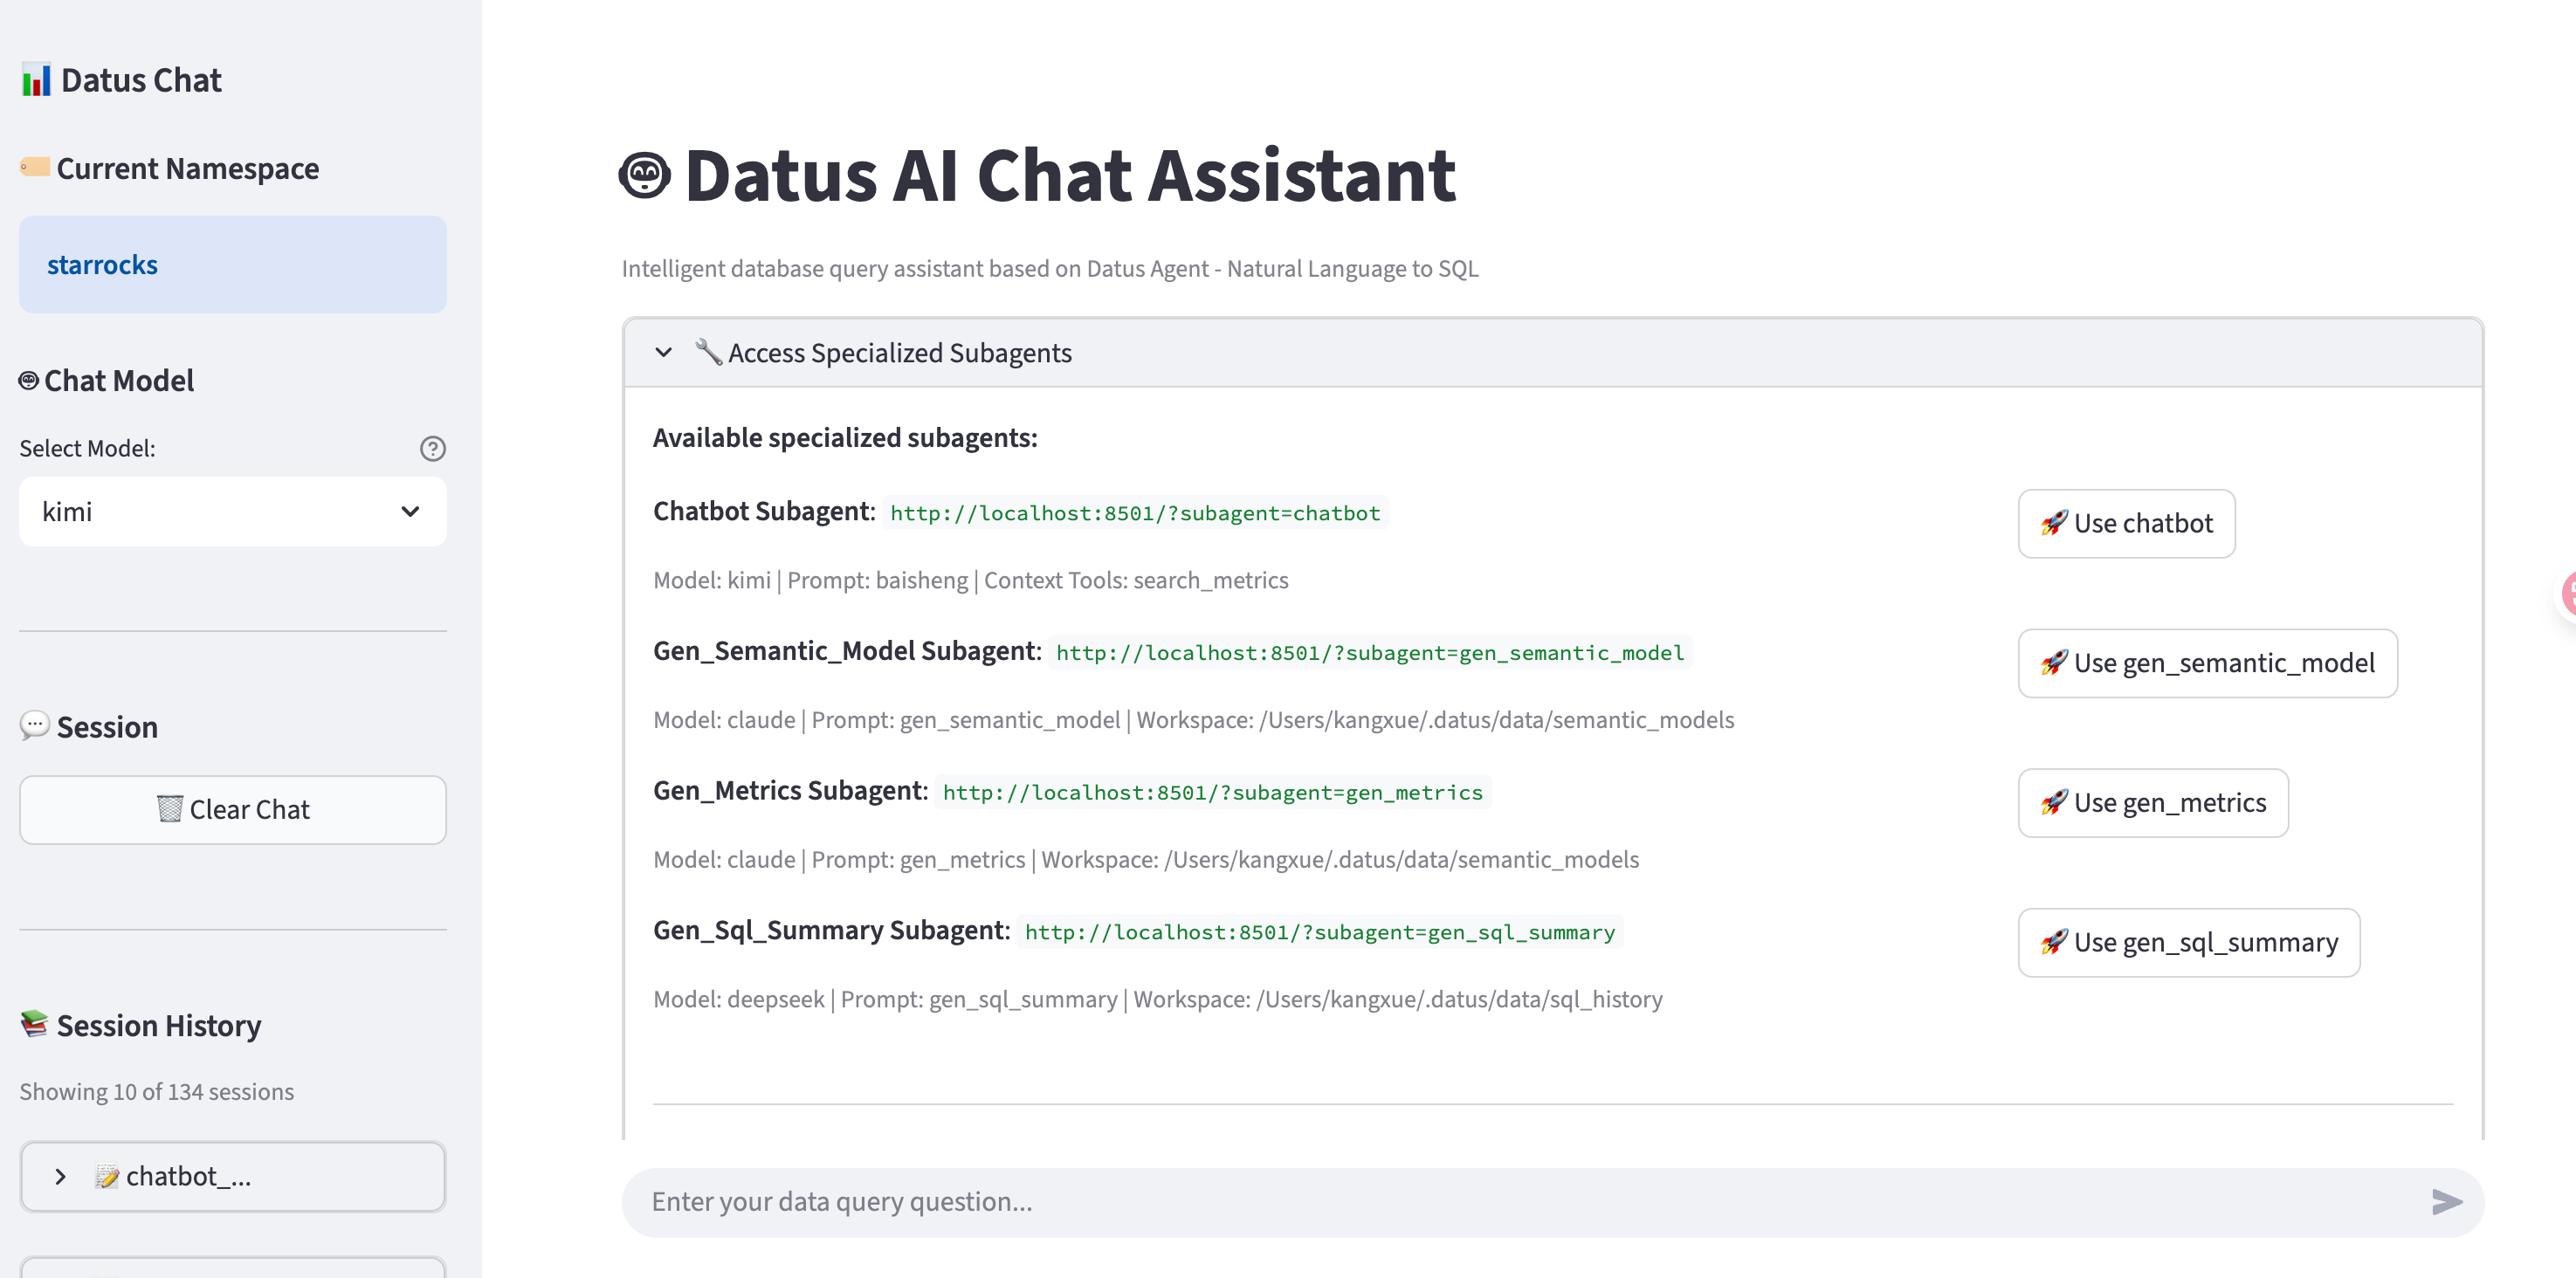 Datus Chat
Current Namespace
starrocks
Chat Model
Select Model:
kimi
Session
Clear Chat
Session History
Showing 10 of 134 sessions
chatbot_...
Datus AI Chat Assistant
Intelligent database query assistant based on Datus Agent - Natural Language to SQL
Access Specialized Subagents
Available specialized subagents:
Chatbot Subagent: http://localhost:8501/?subagent=chatbot
Use chatbot
Model: kimi | Prompt: baisheng | Context Tools: search_metrics
Gen_Semantic_Model Subagent: http://localhost:8501/?subagent=gen_semantic_model
Use gen_semantic_model
Model: claude | Prompt: gen_semantic_model | Workspace: /Users/kangxue/.datus/data/semantic_models
Gen_Metrics Subagent: http://localhost:8501/?subagent=gen_metrics
Use gen_metrics
Model: claude | Prompt: gen_metrics | Workspace: /Users/kangxue/.datus/data/semantic_models
Gen_Sql_Summary Subagent: http://localhost:8501/?subagent=gen_sql_summary
Use gen_sql_summary
Model: deepseek | Prompt: gen_sql_summary | Workspace: /Users/kangxue/.datus/data/sql_history
Enter your data query question...